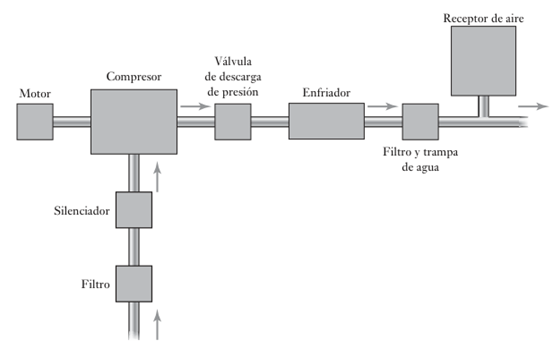 Receptor de aire
Válvula
de descarga
de presión
Compresor
Motor
Enfriador
Filtro y trampa
de agua
Silenciador
Filtro